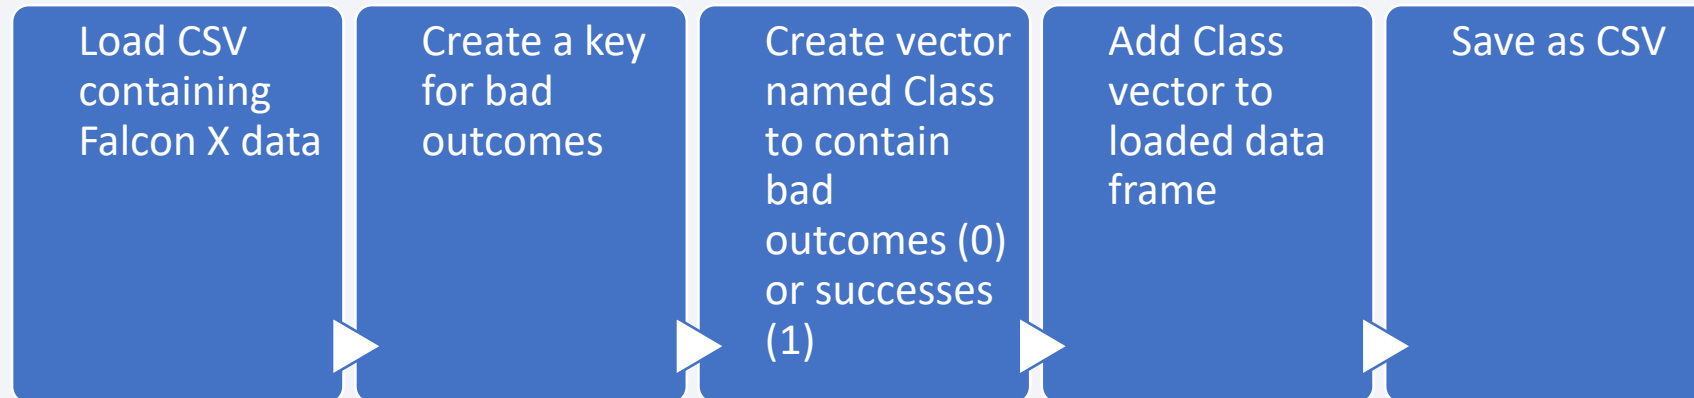 Load CSV
containing
Falcon X data
Create a key
for bad
outcomes
Create vector
named Class
to contain
bad
outcomes (0)
or successes
(1)
Add Class
vector to
loaded data
frame
Save as CSV